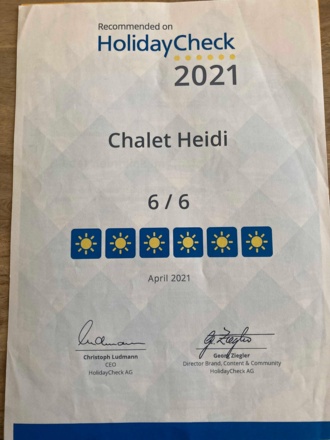 Recommended on
HolidayCheck
2021
Chalet Heidi
6 / 6
April 2021
Christoph Ludmann
CEO
HolidayCheck AG
Georg Ziegler
Director Brand, Content & Community
HolidayCheck AG